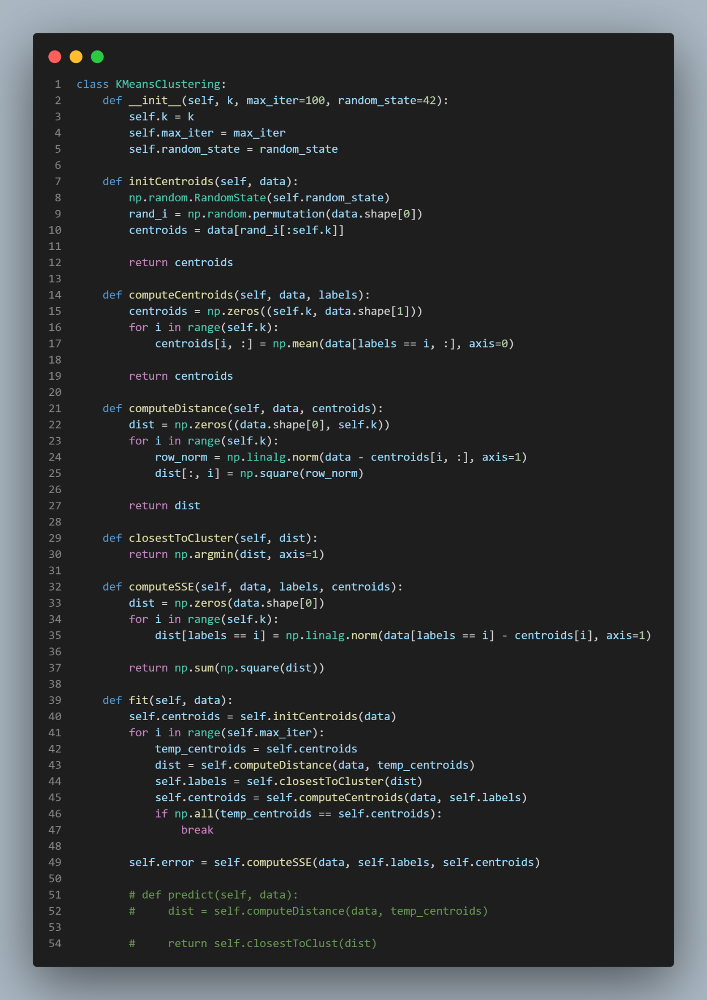 1 class KMeansClustering:
2     def __init__(self, k, max_iter=100, random_state=42):
3         self.k = k
4         self.max_iter = max_iter
5         self.random_state = random_state
6
7     def initCentroids(self, data):
8         np.random.RandomState(self.random_state)
9         rand_i = np.random.permutation(data.shape[0])
10         centroids = data[rand_i[:self.k]]
11
12         return centroids
13
14     def computeCentroids(self, data, labels):
15         centroids = np.zeros((self.k, data.shape[1]))
16         for i in range(self.k):
17             centroids[i, :] = np.mean(data[labels == i, :], axis=0)
18
19         return centroids
20
21     def computeDistance(self, data, centroids):
22         dist = np.zeros((data.shape[0], self.k))
23         for i in range(self.k):
24             row_norm = np.linalg.norm(data - centroids[i, :], axis=1)
25             dist[:, i] = np.square(row_norm)
26
27         return dist
28
29     def closestToCluster(self, dist):
30         return np.argmin(dist, axis=1)
31
32     def computeSSE(self, data, labels, centroids):
33         dist = np.zeros(data.shape[0])
34         for i in range(self.k):
35             dist[labels == i] = np.linalg.norm(data[labels == i] - centroids[i], axis=1)
36
37         return np.sum(np.square(dist))
38
39     def fit(self, data):
40         self.centroids = self.initCentroids(data)
41         for i in range(self.max_iter):
42             temp_centroids = self.centroids
43             dist = self.computeDistance(data, temp_centroids)
44             self.labels = self.closestToCluster(dist)
45             self.centroids = self.computeCentroids(data, self.labels)
46             if np.all(temp_centroids == self.centroids):
47                 break
48
49         self.error = self.computeSSE(data, self.labels, self.centroids)
50
51         # def predict(self, data):
52         #     dist = self.computeDistance(data, temp_centroids)
53
54         #     return self.closestToClust(dist)